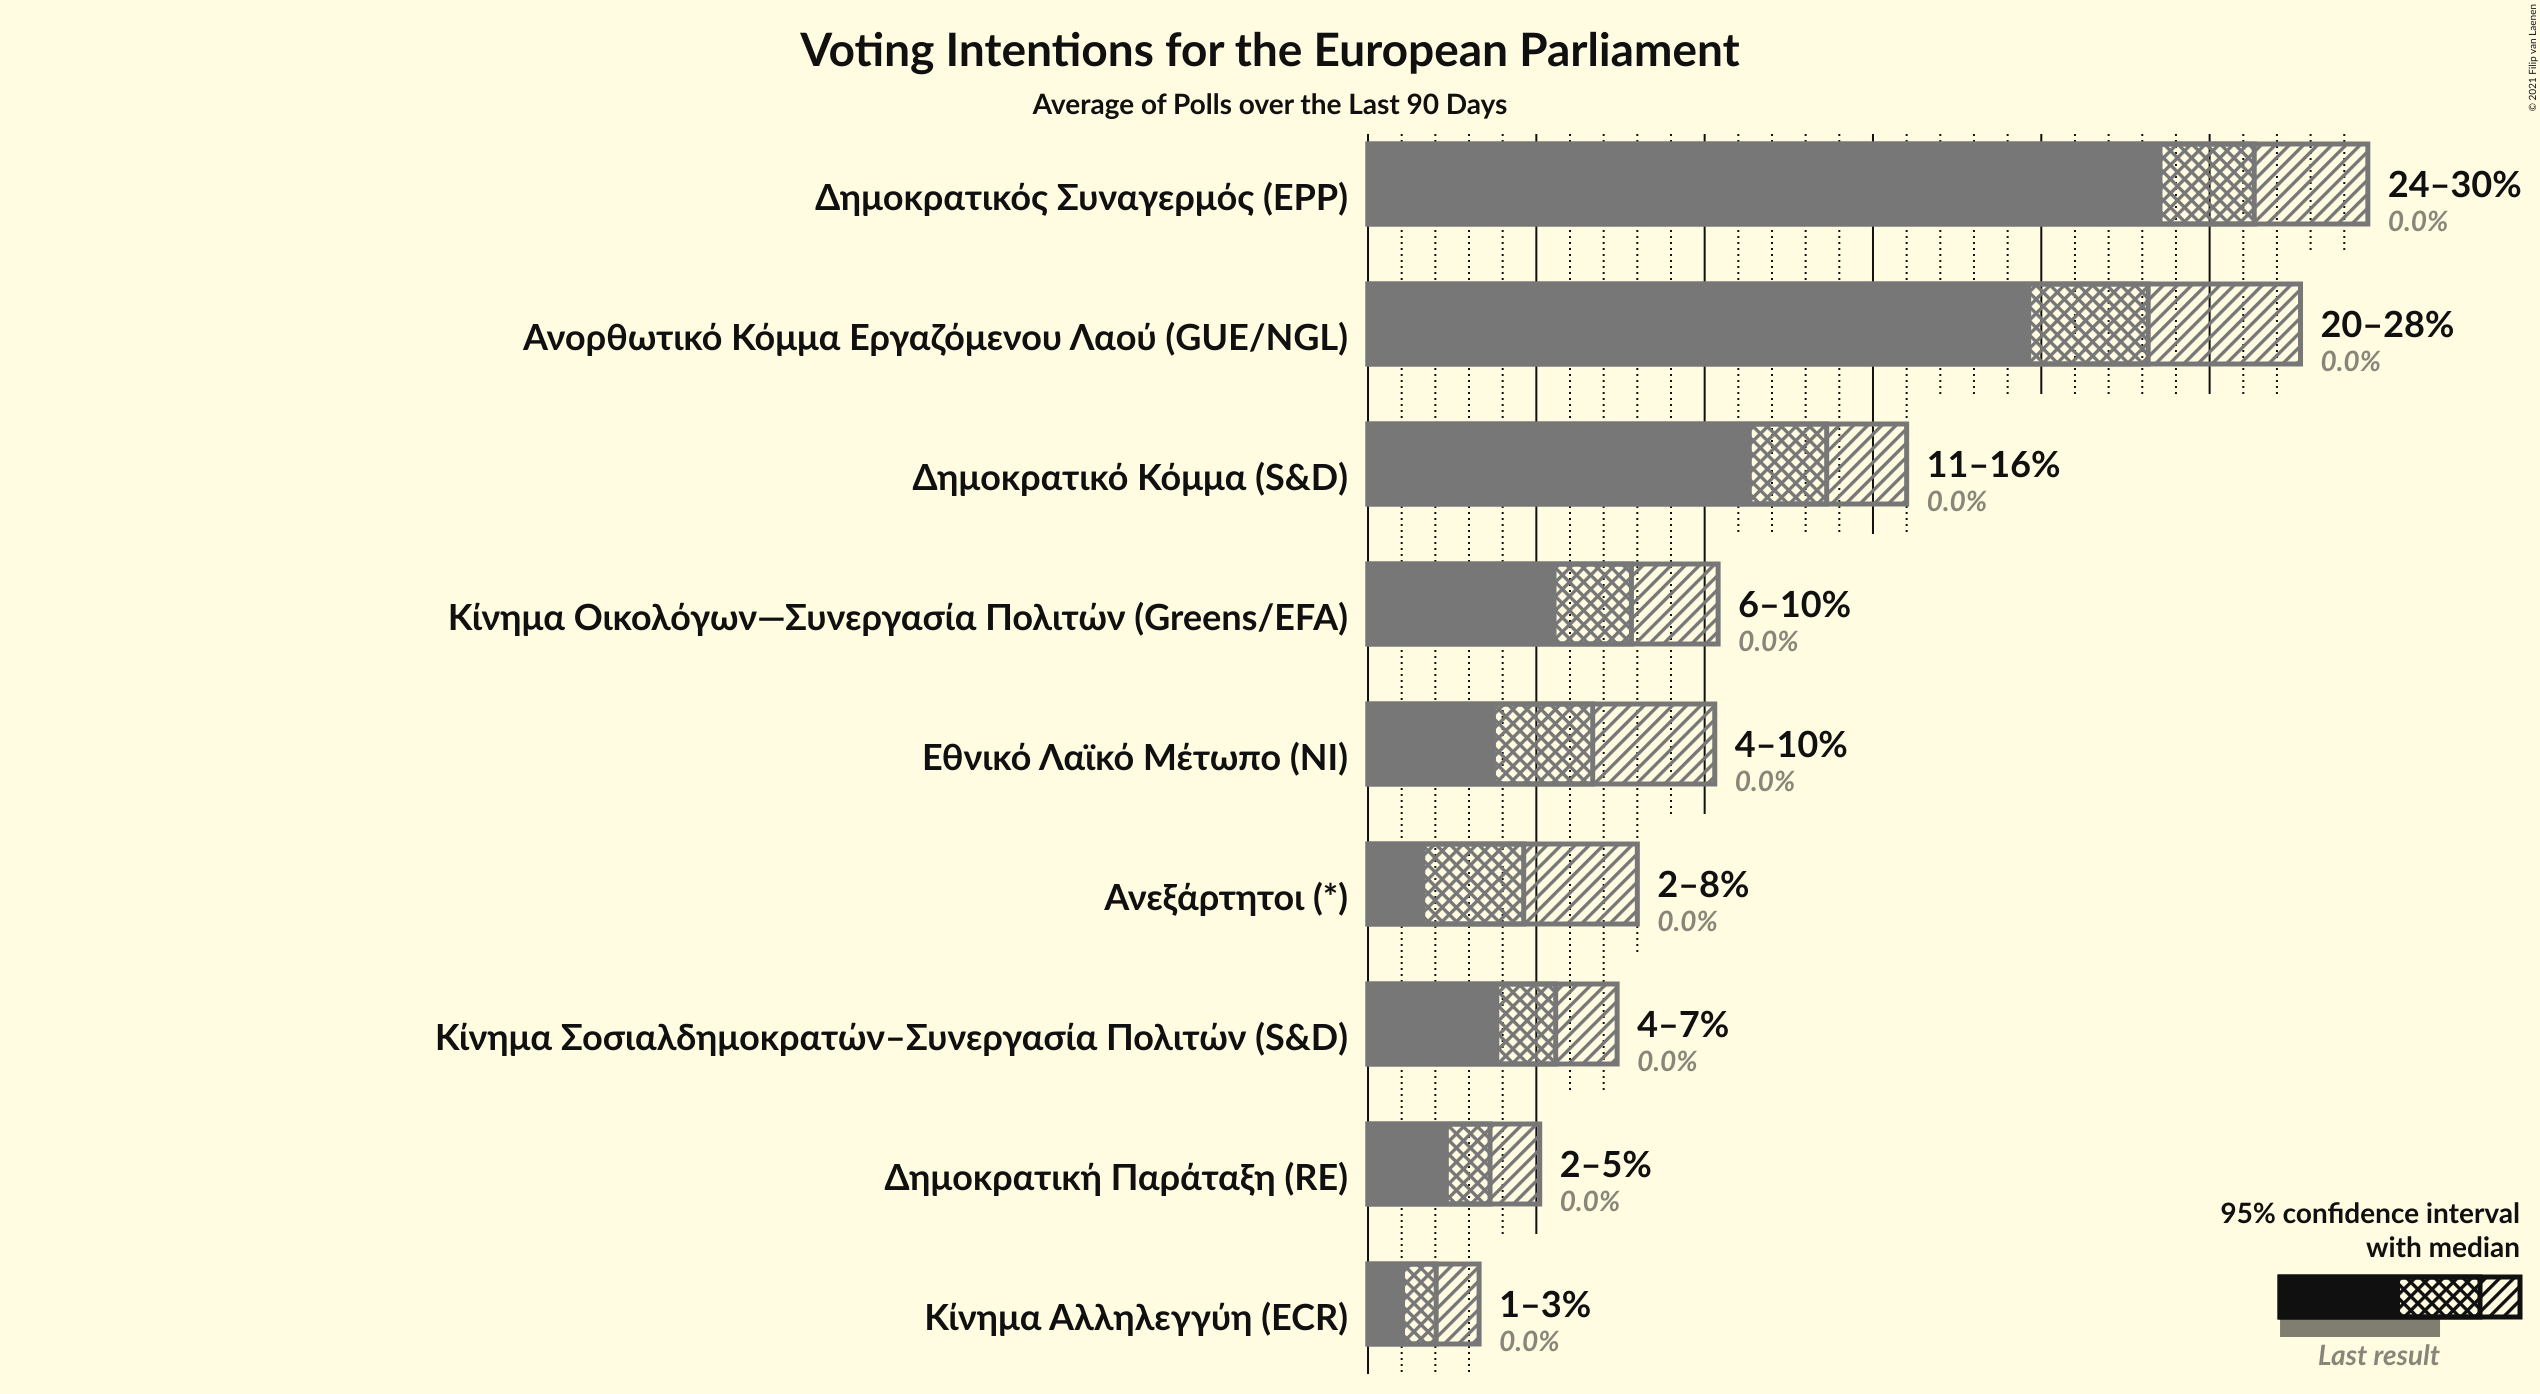 Voting Intentions for the European Parliament
Average of Polls over the Last 90 Days
© 2021 Filip van Laenen
Δημοκρατικός Συναγερμός (EPP)
24–30%
0.0%
Ανορθωτικό Κόμμα Εργαζόμενου Λαού (GUE/NGL)
20–28%
0.0%
Δημοκρατικό Κόμμα (S&D)
11–16%
0.0%
Κίνημα Οικολόγων—Συνεργασία Πολιτών (Greens/EFA)
6–10%
0.0%
Εθνικό Λαϊκό Μέτωπο (NI)
4–10%
0.0%
Ανεξάρτητοι (*)
2–8%
0.0%
Κίνημα Σοσιαλδημοκρατών–Συνεργασία Πολιτών (S&D)
4–7%
0.0%
Δημοκρατική Παράταξη (RE)
2–5%
0.0%
Κίνημα Αλληλεγγύη (ECR)
1–3%
0.0%
95% confidence interval
with median
Last result